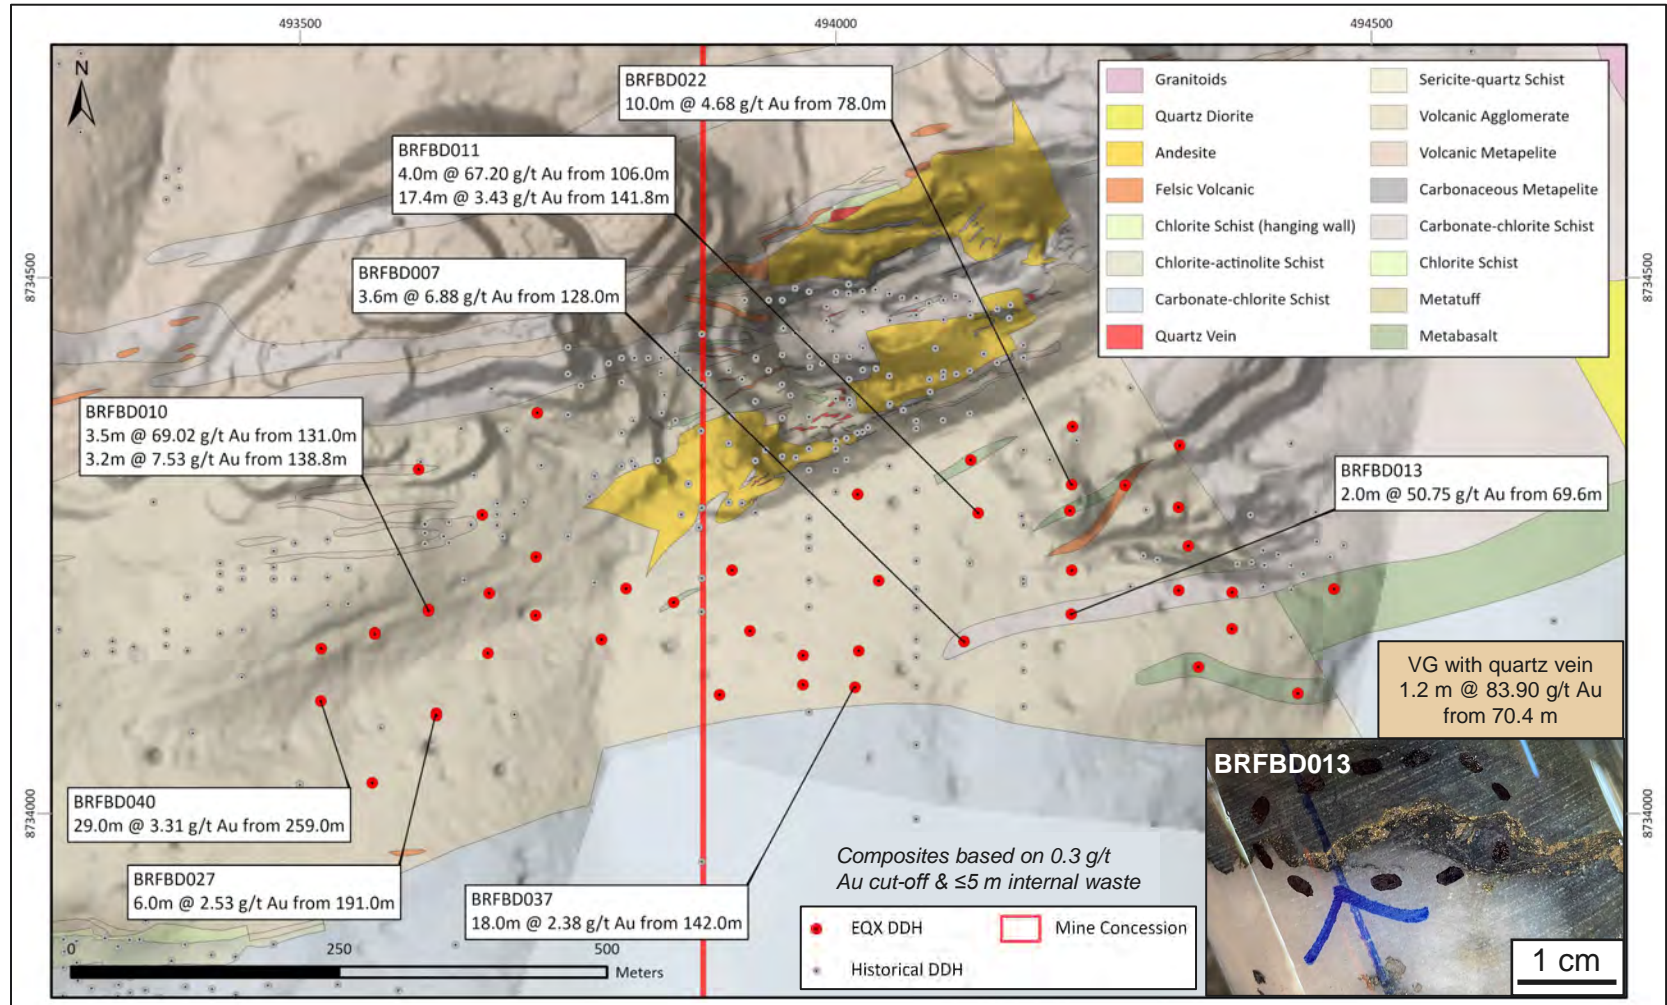 493500
494000
494500
N
8734500
8734500
8734000
8734000
BRFBD022
10.0m @ 4.68 g/t Au from 78.0m
BRFBD011
4.0m @ 67.20 g/t Au from 106.0m
17.4m @ 3.43 g/t Au from 141.8m
BRFBD007
3.6m @ 6.88 g/t Au from 128.0m
BRFBD010
3.5m @ 69.02 g/t Au from 131.0m
3.2m @ 7.53 g/t Au from 138.8m
BRFBD013
2.0m @ 50.75 g/t Au from 69.6m
BRFBD040
29.0m @ 3.31 g/t Au from 259.0m
BRFBD027
6.0m @ 2.53 g/t Au from 191.0m
BRFBD037
18.0m @ 2.38 g/t Au from 142.0m
Granitoids
Quartz Diorite
Andesite
Felsic Volcanic
Chlorite Schist (hanging wall)
Chlorite-actinolite Schist
Carbonate-chlorite Schist
Quartz Vein
Sericite-quartz Schist
Volcanic Agglomerate
Volcanic Metapelite
Carbonaceous Metapelite
Carbonate-chlorite Schist
Chlorite Schist
Metatuff
Metabasalt
VG with quartz vein
1.2 m @ 83.90 g/t Au
from 70.4 m
BRFBD013
1 cm
Composites based on 0.3 g/t
Au cut-off & ≤5 m internal waste
EQX DDH
Mine Concession
Historical DDH
0
250
500
Meters